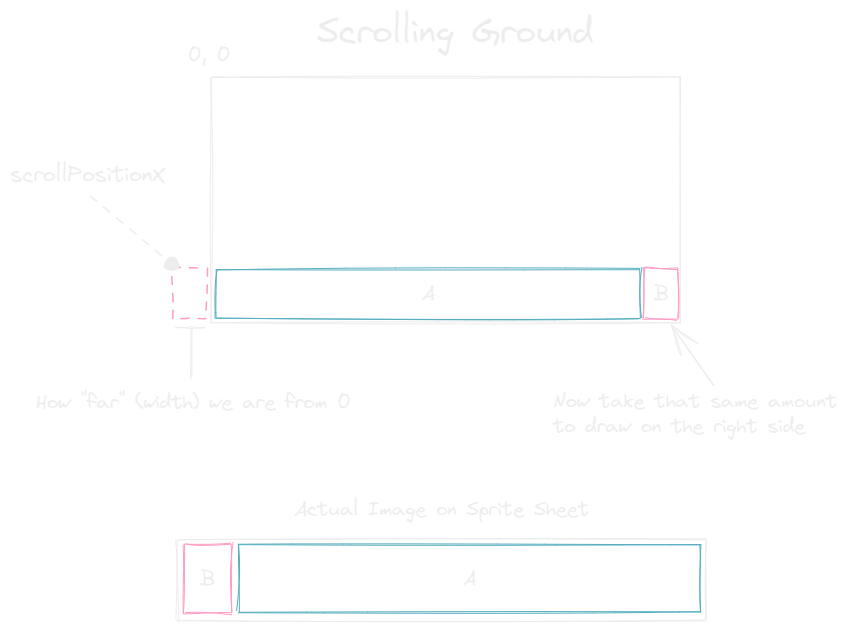 Scrolling Ground
0, 0
scrollPositionX
A
B
How "far" (width) we are from 0
Now take that same amount
to draw on the right side
Actual Image on Sprite Sheet
B
A